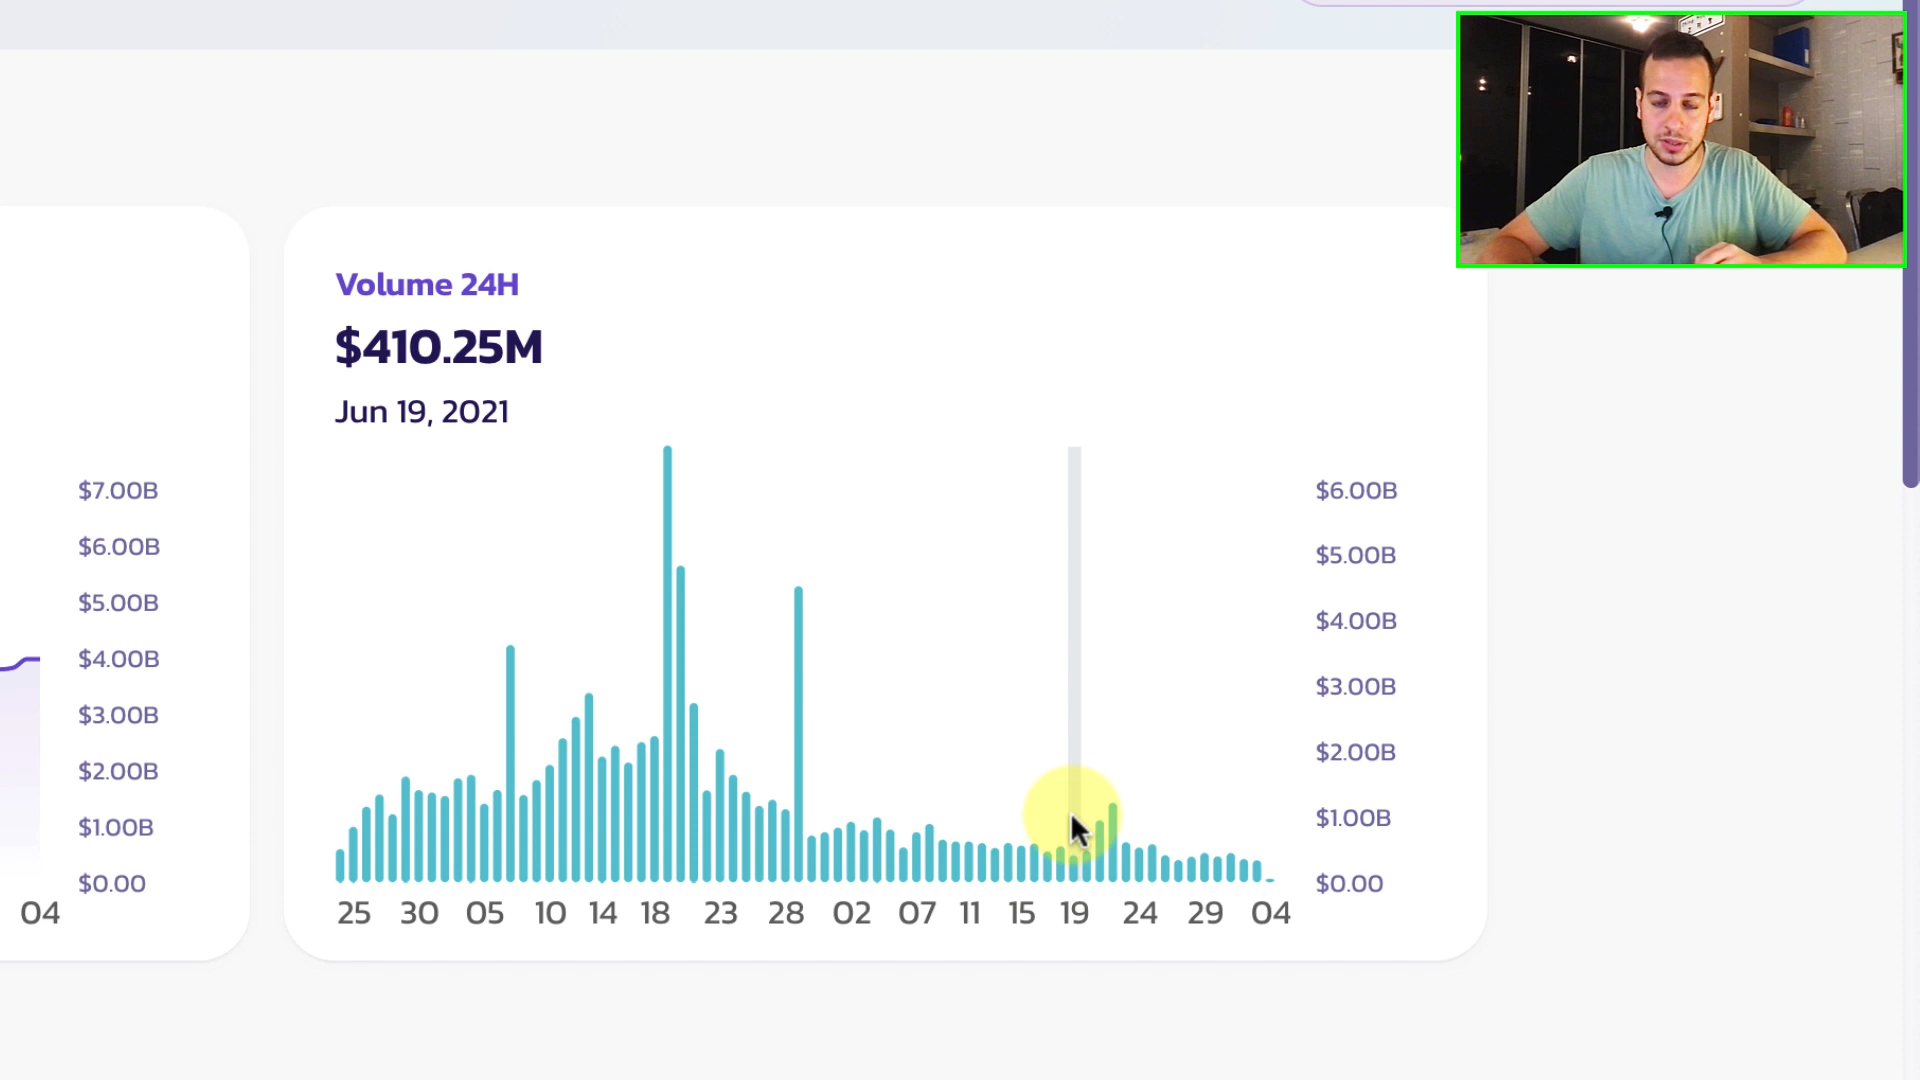 Volume 24H
$410.25M
Jun 19, 2021
$7.00B
$6.00B
$5.00B
$4.00B
$3.00B
$2.00B
$1.00B
$0.00
04
$6.00B
$5.00B
$4.00B
$3.00B
$2.00B
$1.00B
$0.00
25 30 05 10 14 18 23 28 02 07 11 15 19 24 29 04